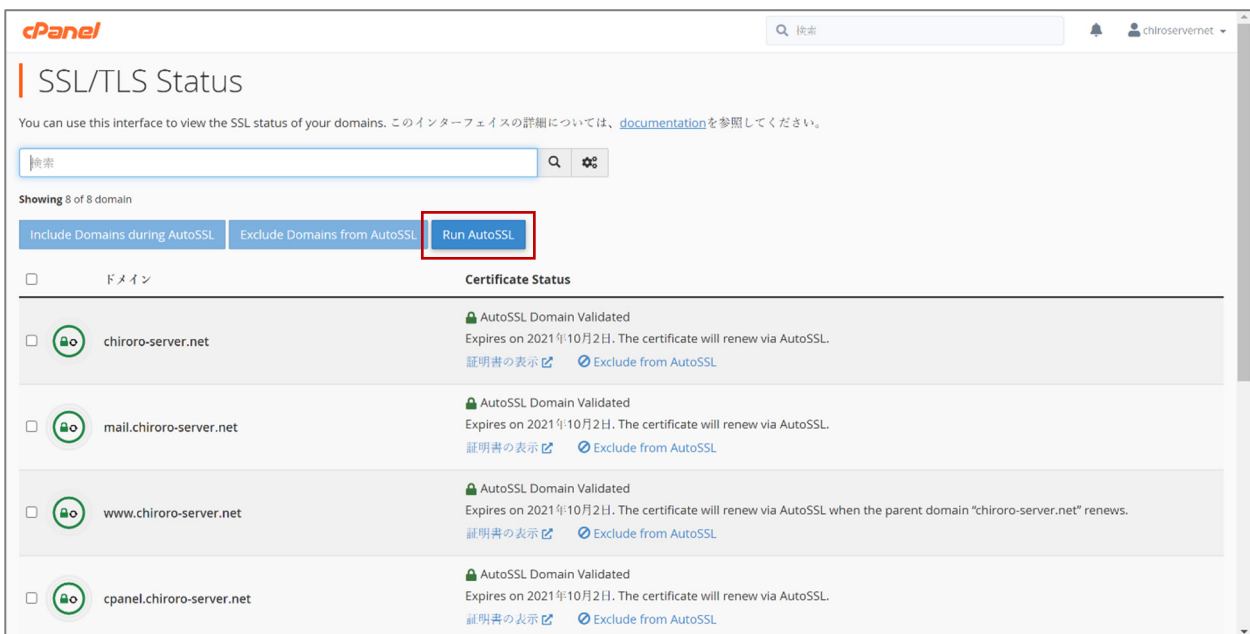 cPanel
検索
chiroservernet
SSL/TLS Status
You can use this interface to view the SSL status of your domains. このインターフェイスの詳細については、documentationを参照してください。
検索
Showing 8 of 8 domain
Include Domains during AutoSSL Exclude Domains from AutoSSL Run AutoSSL
ドメイン Certificate Status
AutoSSL Domain Validated
chiroro-server.net
Expires on 2021年10月2日. The certificate will renew via AutoSSL.
証明書の表示 Exclude from AutoSSL
AutoSSL Domain Validated
mail.chiroro-server.net
Expires on 2021年10月2日. The certificate will renew via AutoSSL.
証明書の表示 Exclude from AutoSSL
AutoSSL Domain Validated
www.chiroro-server.net
Expires on 2021年10月2日. The certificate will renew via AutoSSL when the parent domain “chiroro-server.net” renews.
証明書の表示 Exclude from AutoSSL
AutoSSL Domain Validated
cpanel.chiroro-server.net
Expires on 2021年10月2日. The certificate will renew via AutoSSL.
証明書の表示 Exclude from AutoSSL